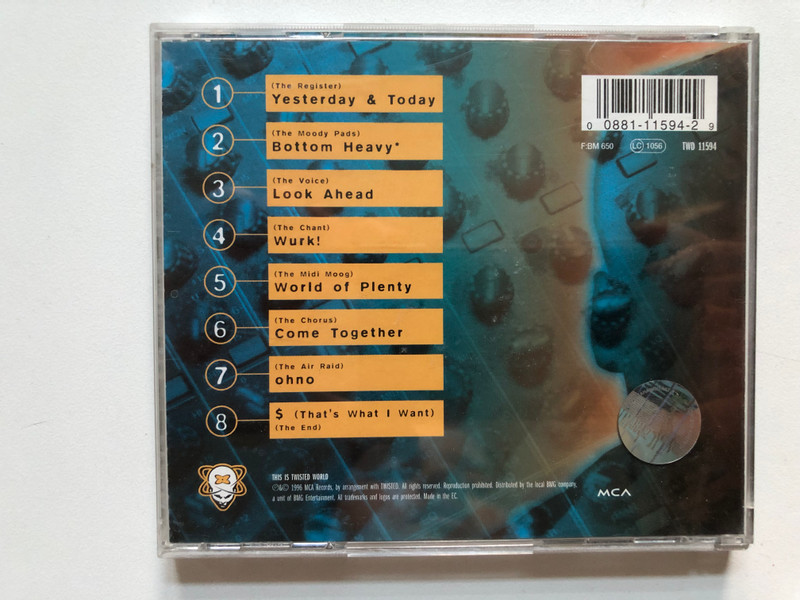 1
(The Register)
Yesterday & Today
2
(The Moody Pads)
Bottom Heavy*
3
(The Voice)
Look Ahead
4
(The Chant)
Wurk!
5
(The Midi Moog)
World of Plenty
6
(The Chorus)
Come Together
7
(The Air Raid)
ohno
8
$ (That's What I Want)
(The End)
0 0881-11594-2 9
F:BM 650 LC 1056 TWD 11594
THIS IS TWISTED WORLD
℗&© 1996 MCA Records, by arrangement with TWISTED. All rights reserved. Reproduction prohibited. Distributed by the local BMG company,
a unit of BMG Entertainment. All trademarks and logos are protected. Made in the EC.
MCA